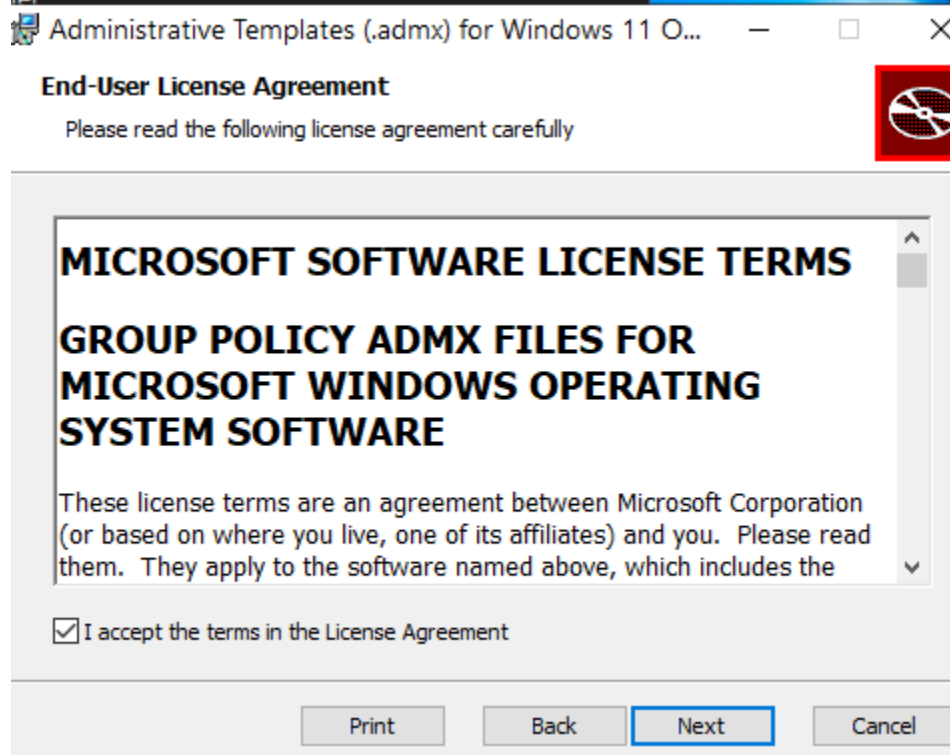 Administrative Templates (.admx) for Windows 11 O...
End-User License Agreement
Please read the following license agreement carefully
MICROSOFT SOFTWARE LICENSE TERMS
GROUP POLICY ADMX FILES FOR
MICROSOFT WINDOWS OPERATING
SYSTEM SOFTWARE
These license terms are an agreement between Microsoft Corporation
(or based on where you live, one of its affiliates) and you.  Please read
them.  They apply to the software named above, which includes the
I accept the terms in the License Agreement
Print Back Next Cancel